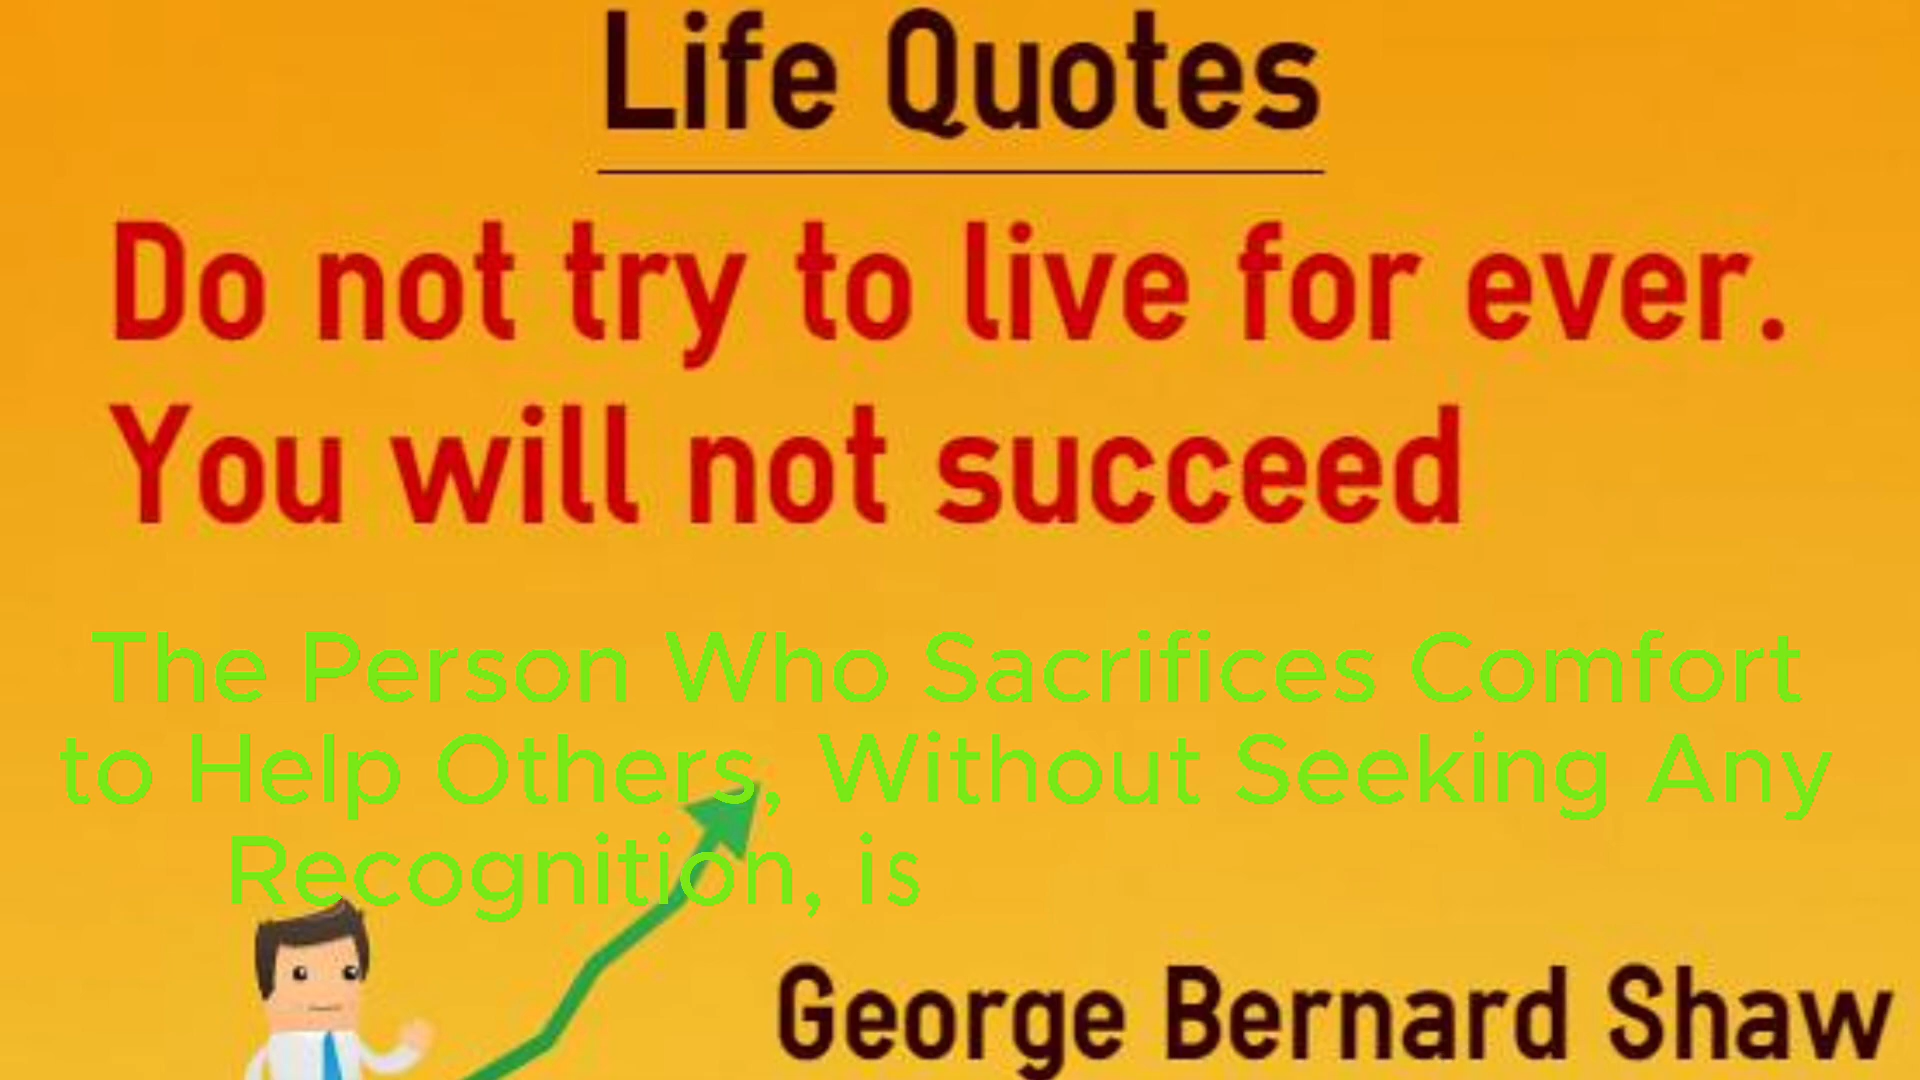 Life Quotes
Do not try to live for ever.
You will not succeed
The Person Who Sacrifices Comfort
to Help Others, Without Seeking Any
Recognition, is
George Bernard Shaw